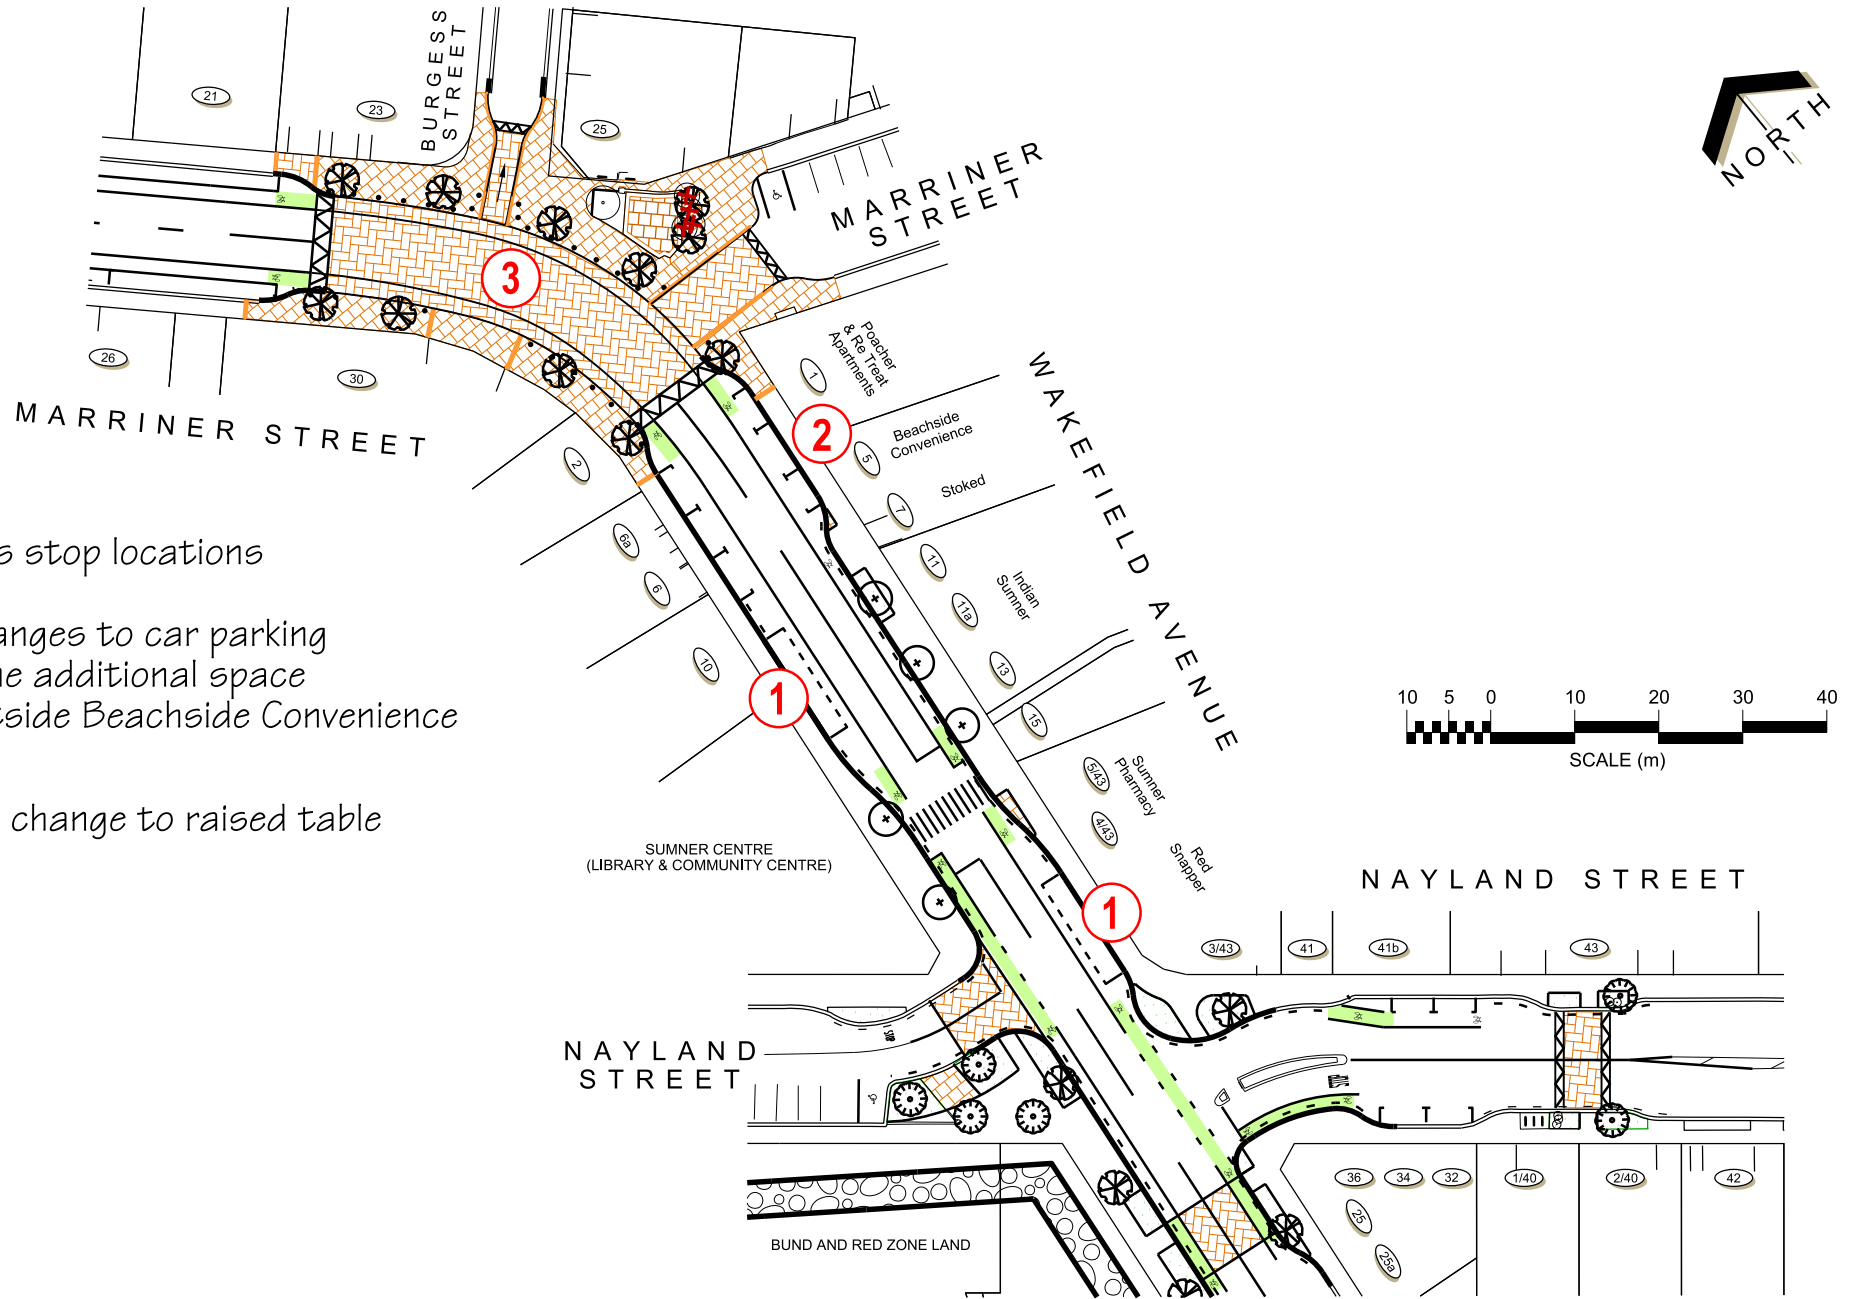 BURGESS
STREET
21
23
25
MARRINER
STREET
NORTH
3
26
30
MARRINER STREET
1
Poacher
& Re Treat
Apartments
2
5
Beachside
Convenience
7
Stoked
WAKEFIELD AVENUE
2
6a
6
10
11
11a
Indian
Sumner
13
15
s stop locations
anges to car parking
ne additional space
tside Beachside Convenience
change to raised table
1
10 5 0 10 20 30 40
SCALE (m)
5/43
Sumner
Pharmacy
4/43
Red
Snapper
SUMNER CENTRE
(LIBRARY & COMMUNITY CENTRE)
1
NAYLAND STREET
3/43
41
41b
43
STOP
NAYLAND
STREET
36
34
32
1/40
2/40
42
25
25a
BUND AND RED ZONE LAND